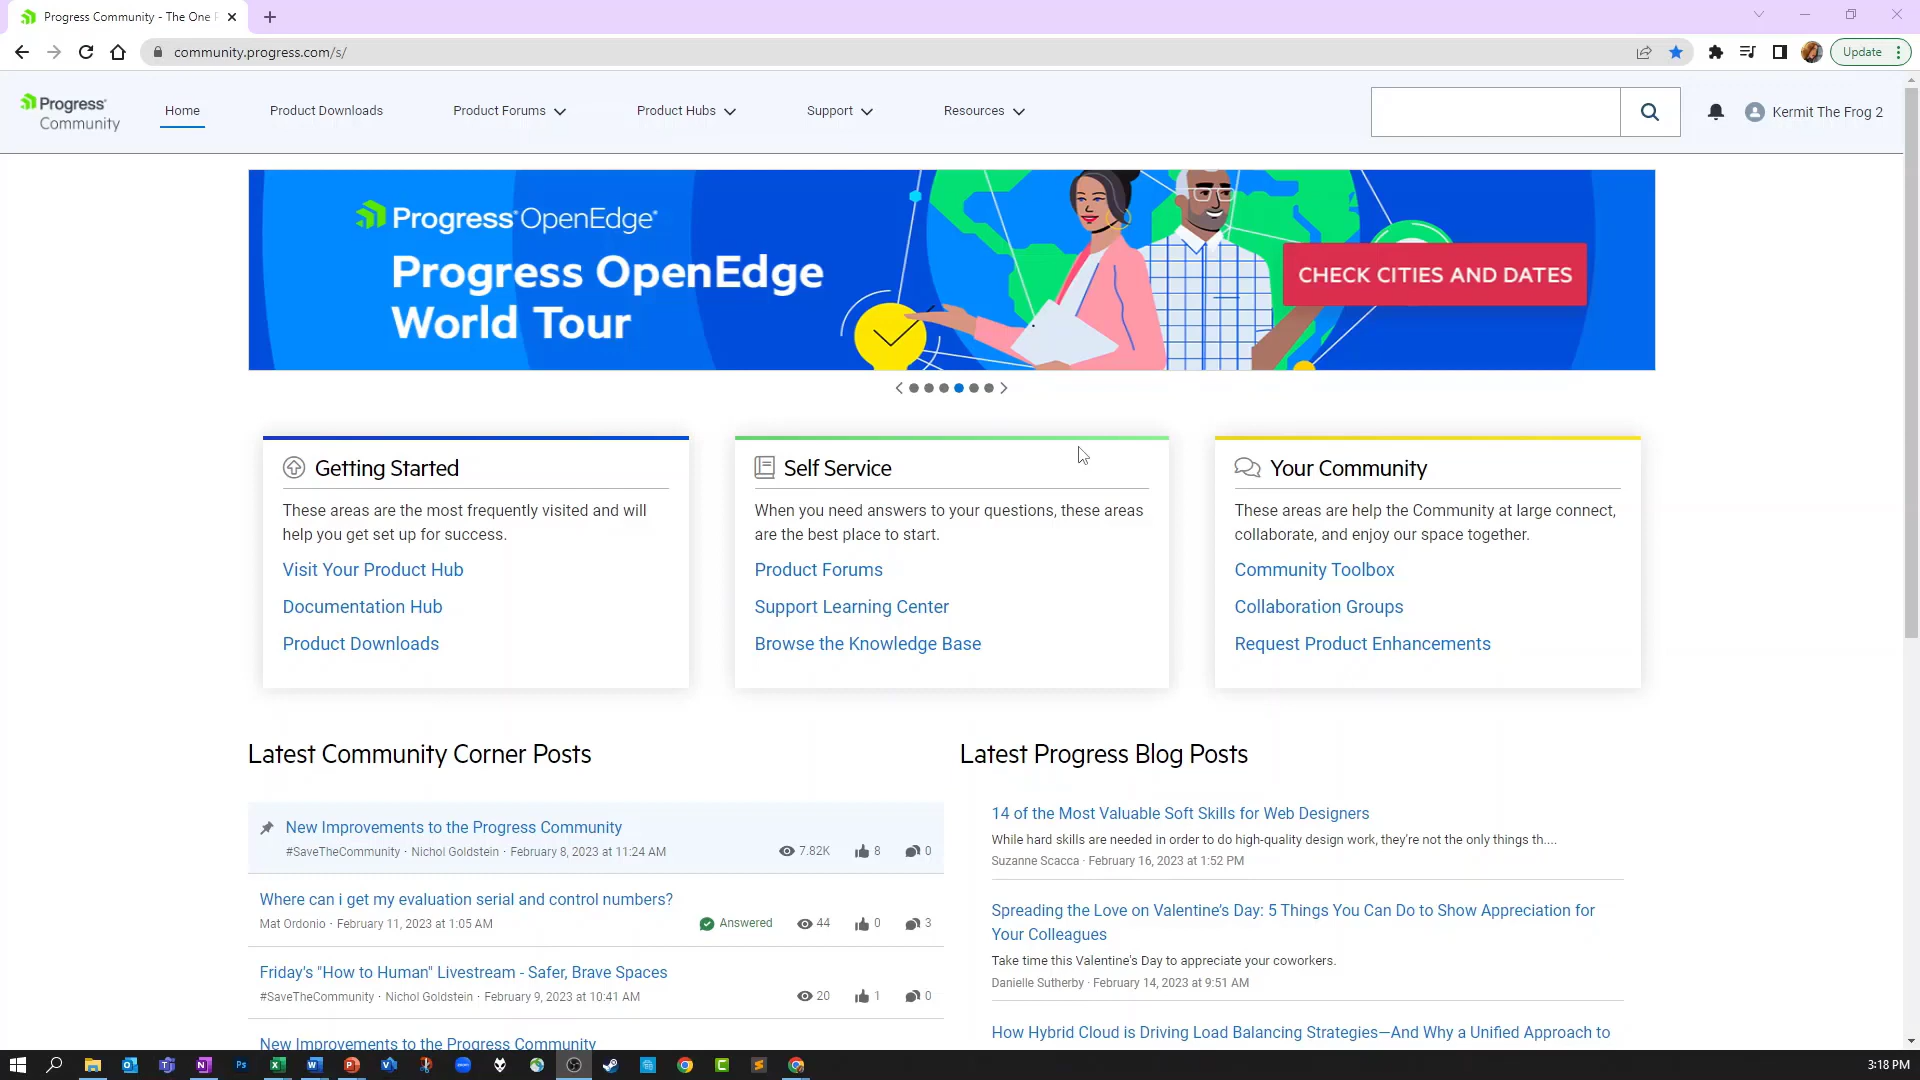 Progress Community - The One P
community.progress.com/s/
Update
Progress®
Community
Home
Product Downloads
Product Forums
Product Hubs
Support
Resources
Kermit The Frog 2
Progress® OpenEdge®
Progress OpenEdge
World Tour
CHECK CITIES AND DATES
Getting Started
These areas are the most frequently visited and will
help you get set up for success.
Visit Your Product Hub
Documentation Hub
Product Downloads
Self Service
When you need answers to your questions, these areas
are the best place to start.
Product Forums
Support Learning Center
Browse the Knowledge Base
Your Community
These areas are help the Community at large connect,
collaborate, and enjoy our space together.
Community Toolbox
Collaboration Groups
Request Product Enhancements
Latest Community Corner Posts
New Improvements to the Progress Community
#SaveTheCommunity · Nichol Goldstein · February 8, 2023 at 11:24 AM
7.82K 8 0
Where can i get my evaluation serial and control numbers?
Mat Ordonio · February 11, 2023 at 1:05 AM
Answered 44 0 3
Friday's "How to Human" Livestream - Safer, Brave Spaces
#SaveTheCommunity · Nichol Goldstein · February 9, 2023 at 10:41 AM
20 1 0
New Improvements to the Progress Community
Latest Progress Blog Posts
14 of the Most Valuable Soft Skills for Web Designers
While hard skills are needed in order to do high-quality design work, they're not the only things th....
Suzanne Scacca · February 16, 2023 at 1:52 PM
Spreading the Love on Valentine's Day: 5 Things You Can Do to Show Appreciation for
Your Colleagues
Take time this Valentine's Day to appreciate your coworkers.
Danielle Sutherby · February 14, 2023 at 9:51 AM
How Hybrid Cloud is Driving Load Balancing Strategies—And Why a Unified Approach to
3:18 PM